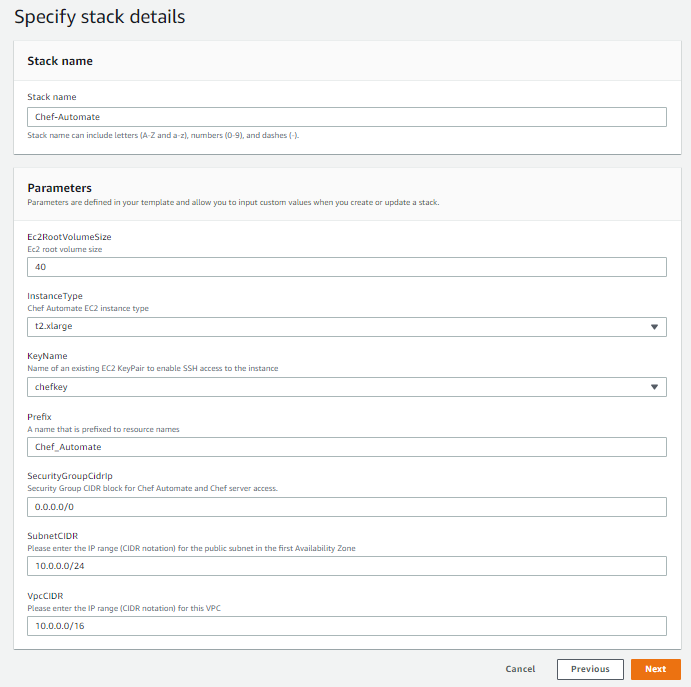 Specify stack details
Stack name
Stack name
Chef-Automate
Stack name can include letters (A-Z and a-z), numbers (0-9), and dashes (-).
Parameters
Parameters are defined in your template and allow you to input custom values when you create or update a stack.
Ec2RootVolumeSize
Ec2 root volume size
40
InstanceType
Chef Automate EC2 instance type
t2.xlarge
KeyName
Name of an existing EC2 KeyPair to enable SSH access to the instance
chefkey
Prefix
A name that is prefixed to resource names
Chef_Automate
SecurityGroupCidrIp
Security Group CIDR block for Chef Automate and Chef server access.
0.0.0.0/0
SubnetCIDR
Please enter the IP range (CIDR notation) for the public subnet in the first Availability Zone
10.0.0.0/24
VpcCIDR
Please enter the IP range (CIDR notation) for this VPC
10.0.0.0/16
Cancel Previous Next